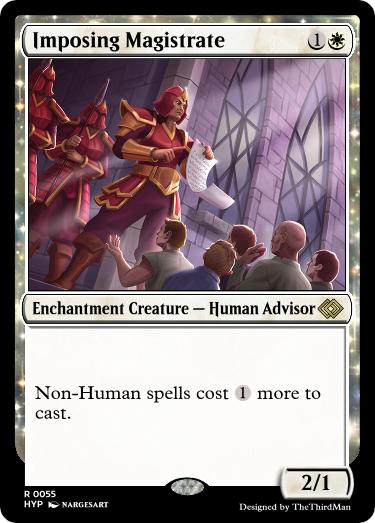 Imposing Magistrate 1
Enchantment Creature — Human Advisor
Non-Human spells cost 1 more to
cast.
2/1
R 0055
HYP NARGESART
Designed by TheThirdMan